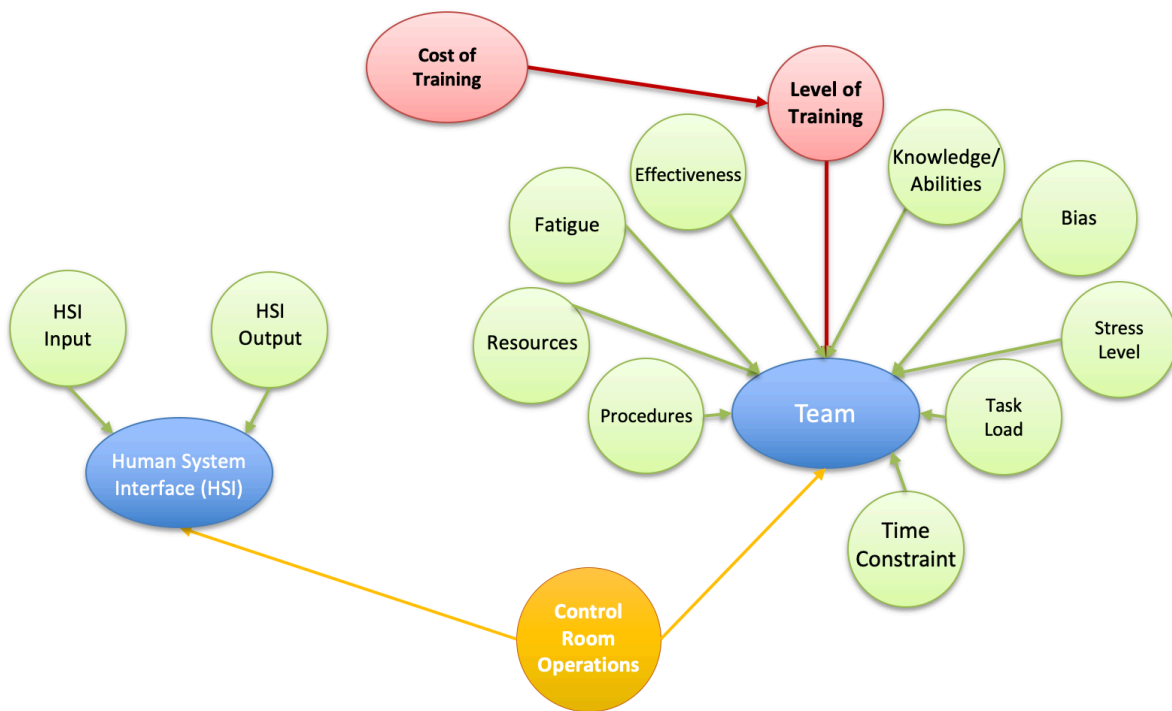 Cost of
Training
Level of
Training
Knowledge/
Abilities
Effectiveness
Fatigue
Bias
HSI
Input
HSI
Output
Resources
Stress
Level
Procedures
Team
Task
Load
Human System
Interface (HSI)
Time
Constraint
Control
Room
Operations